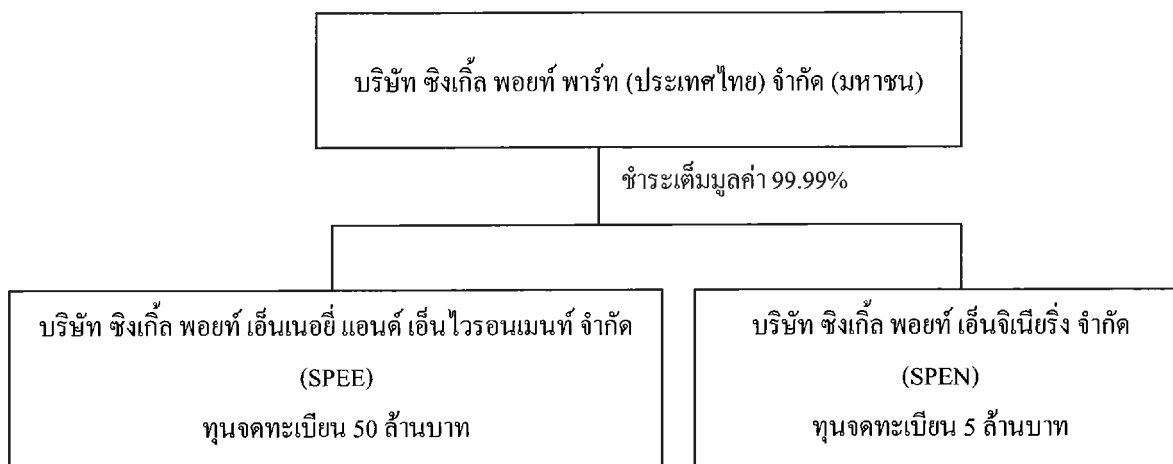 บริษัท ซิงเกิ้ล พอยท์ พาร์ท (ประเทศไทย) จำกัด (มหาชน)
ชำระเต็มมูลค่า 99.99%
บริษัท ซิงเกิ้ล พอยท์ เอ็นเนอยี่ แอนด์ เอ็นไวรอนเมนท์ จำกัด
(SPEE)
ทุนจดทะเบียน 50 ล้านบาท
บริษัท ซิงเกิ้ล พอยท์ เอ็นจิเนียริ่ง จำกัด
(SPEN)
ทุนจดทะเบียน 5 ล้านบาท